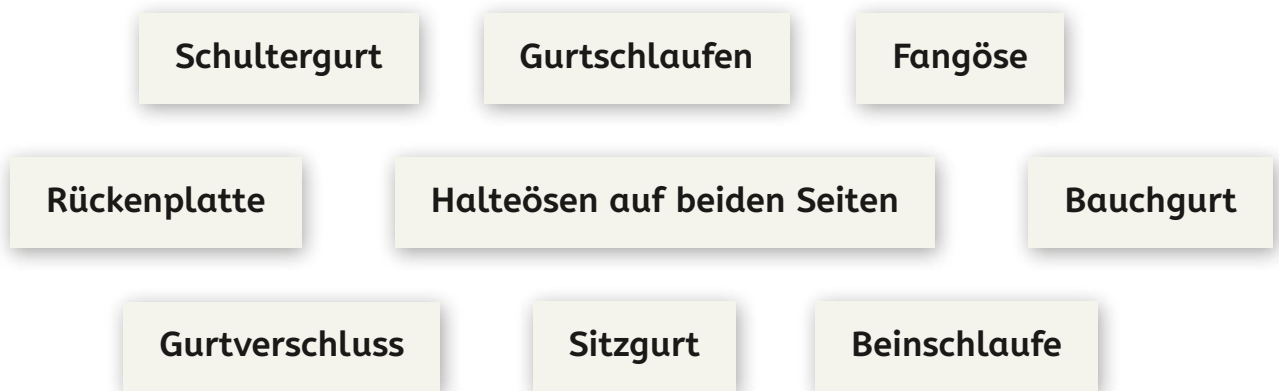 Schultergurt Gurtschlaufen Fangöse
Rückenplatte Halteösen auf beiden Seiten Bauchgurt
Gurtverschluss Sitzgurt Beinschlaufe